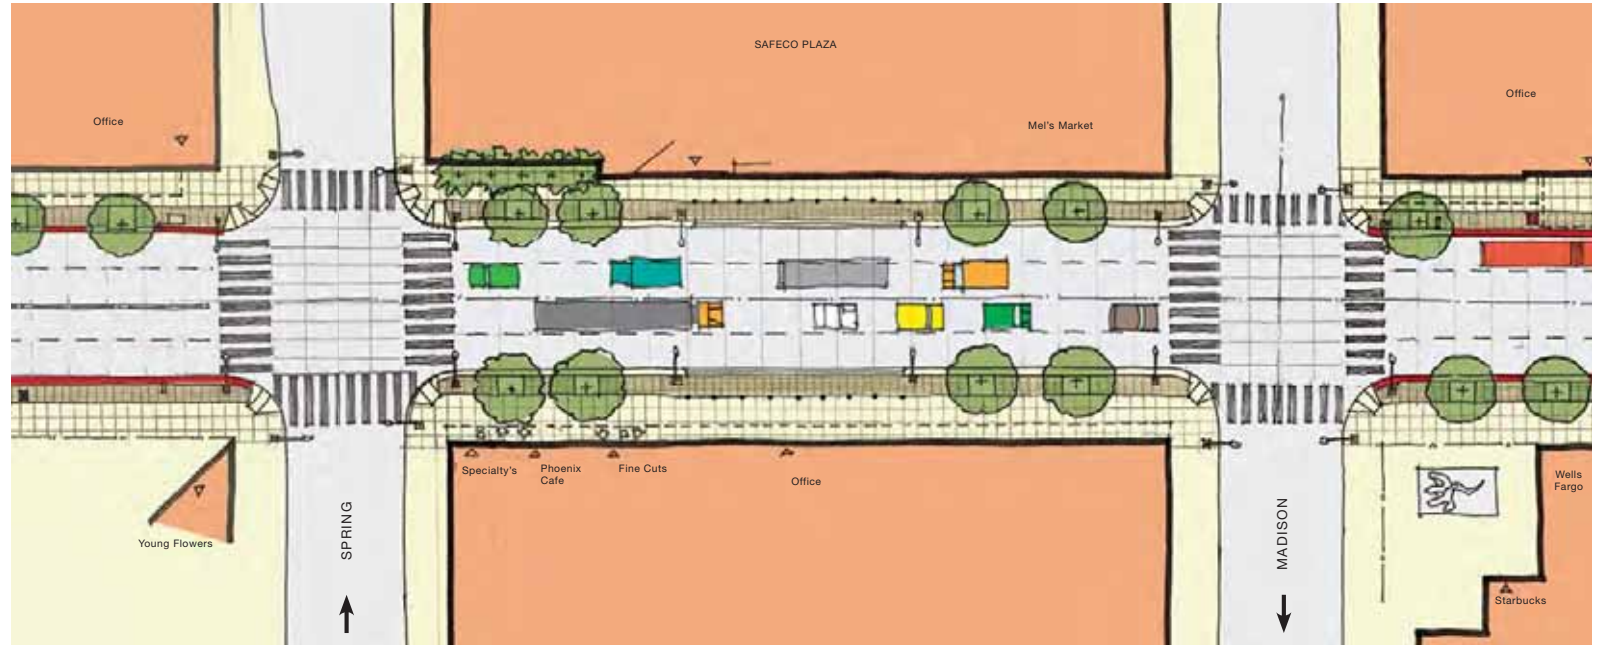 SAFECO PLAZA
Office
Office
Mel's Market
Specialty's
Phoenix
Cafe
Fine Cuts
Office
Wells
Fargo
SPRING
MADISON
Young Flowers
Starbucks